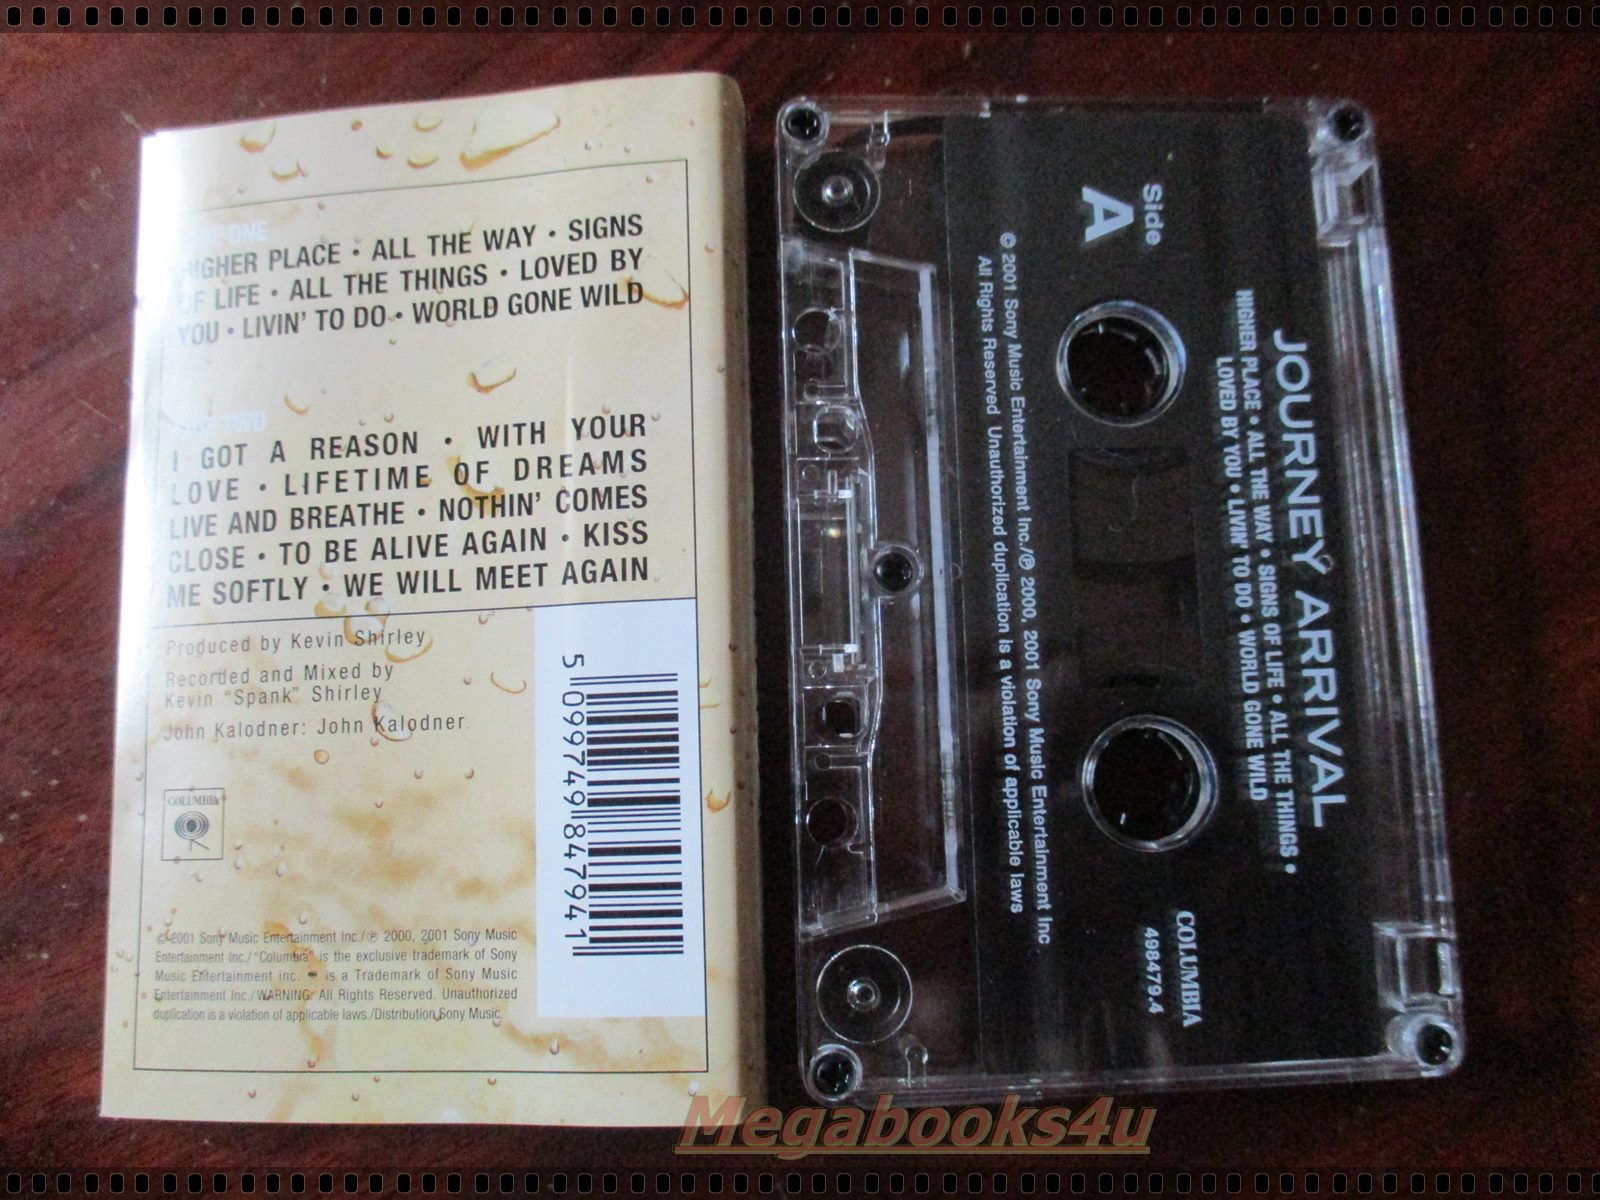 ONE
HIGHER PLACE • ALL THE WAY • SIGNS
OF LIFE • ALL THE THINGS • LOVED BY
YOU • LIVIN' TO DO • WORLD GONE WILD
TWO
I GOT A REASON • WITH YOUR
LOVE • LIFETIME OF DREAMS
LIVE AND BREATHE • NOTHIN' COMES
CLOSE • TO BE ALIVE AGAIN • KISS
ME SOFTLY • WE WILL MEET AGAIN
Produced by Kevin Shirley
Recorded and Mixed by
Kevin "Spank" Shirley
John Kalodner: John Kalodner.
COLUMBIA
5 099749 847941
© 2001 Sony Music Entertainment Inc./℗ 2000, 2001 Sony Music
Entertainment Inc./"Columbia" is the exclusive trademark of Sony
Music Entertainment inc. is a Trademark of Sony Music
Entertainment Inc./WARNING: All Rights Reserved. Unauthorized
duplication is a violation of applicable laws./Distribution Sony Music.
JOURNEY ARRIVAL
HIGHER PLACE • ALL THE WAY • SIGNS OF LIFE • ALL THE THINGS •
LOVED BY YOU • LIVIN' TO DO • WORLD GONE WILD
Side
A
COLUMBIA
498479.4
© 2001 Sony Music Entertainment Inc./℗ 2000, 2001 Sony Music Entertainment Inc
All Rights Reserved Unauthorized duplication is a violation of applicable laws
Megabooks4u